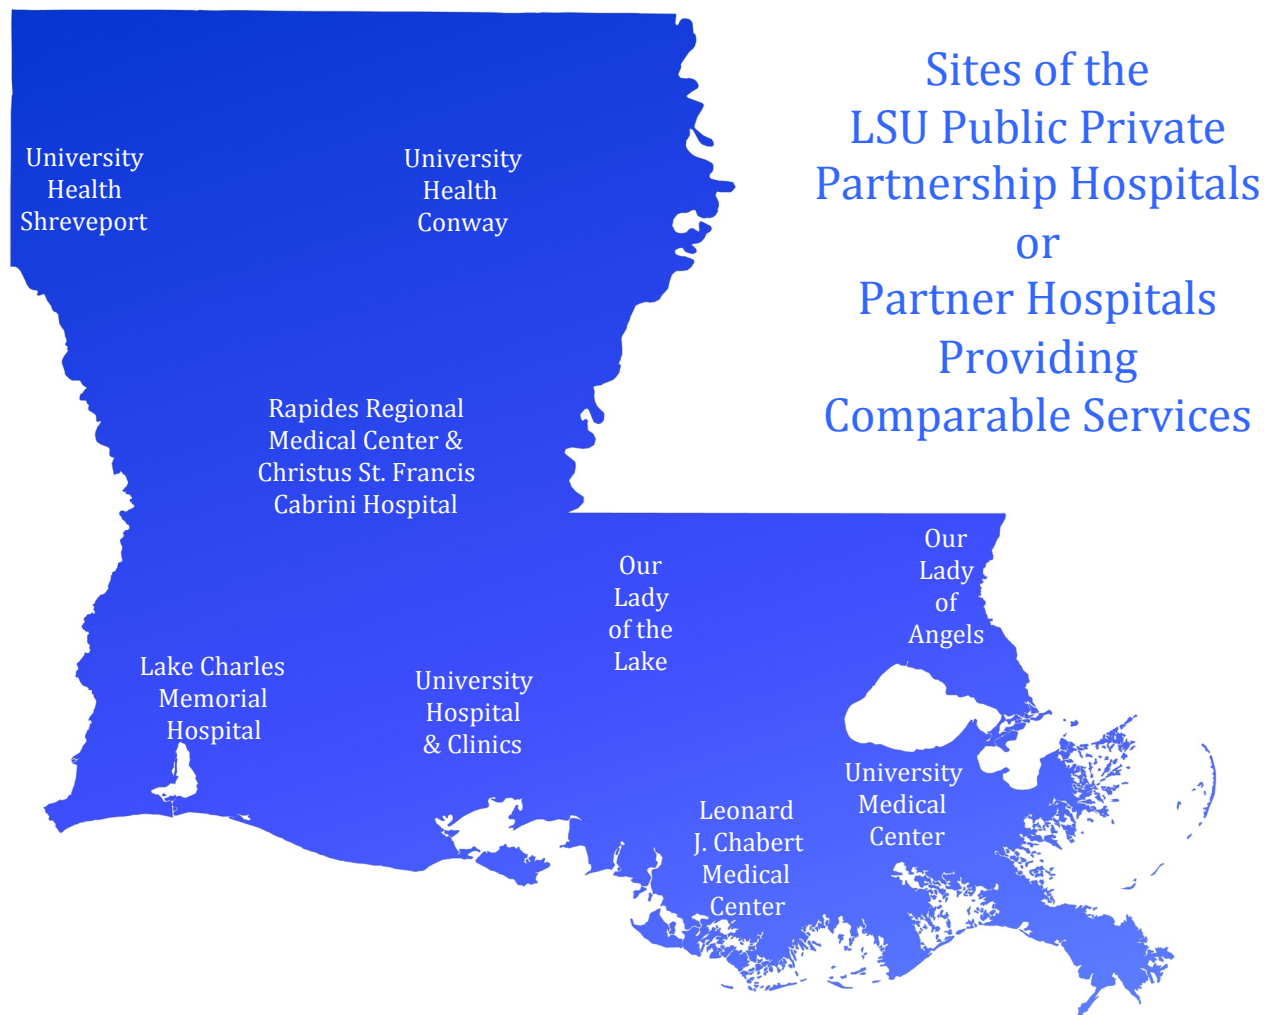 Sites of the
LSU Public Private
Partnership Hospitals
or
Partner Hospitals
Providing
Comparable Services
University
Health
Shreveport
University
Health
Conway
Rapides Regional
Medical Center &
Christus St. Francis
Cabrini Hospital
Our
Lady
of the
Lake
Our
Lady
of
Angels
Lake Charles
Memorial
Hospital
University
Hospital
& Clinics
Leonard
J. Chabert
Medical
Center
University
Medical
Center